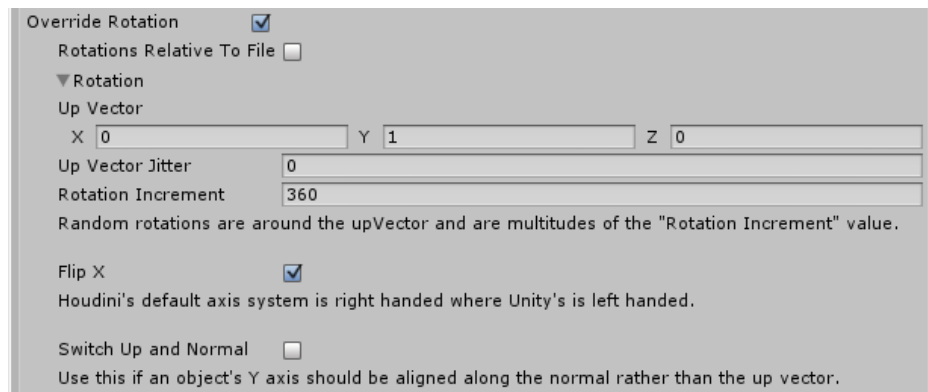 Override Rotation
Rotations Relative To File
Rotation
Up Vector
X 0 Y 1 Z 0
Up Vector Jitter 0
Rotation Increment 360
Random rotations are around the upVector and are multitudes of the "Rotation Increment" value.
Flip X
Houdini's default axis system is right handed where Unity's is left handed.
Switch Up and Normal
Use this if an object's Y axis should be aligned along the normal rather than the up vector.